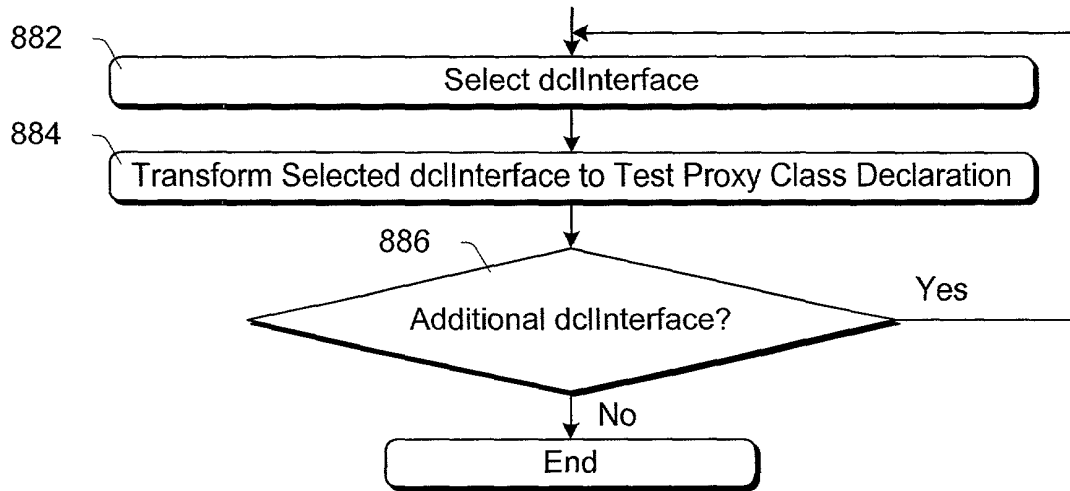 882
Select dclInterface
884
Transform Selected dclInterface to Test Proxy Class Declaration
886
Additional dclInterface?
Yes
No
End